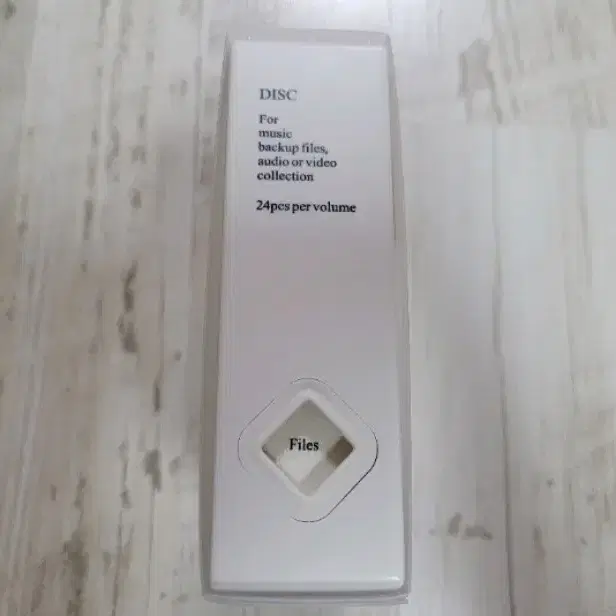 DISC
For
music
backup files,
audio or video
collection
24pcs per volume
Files